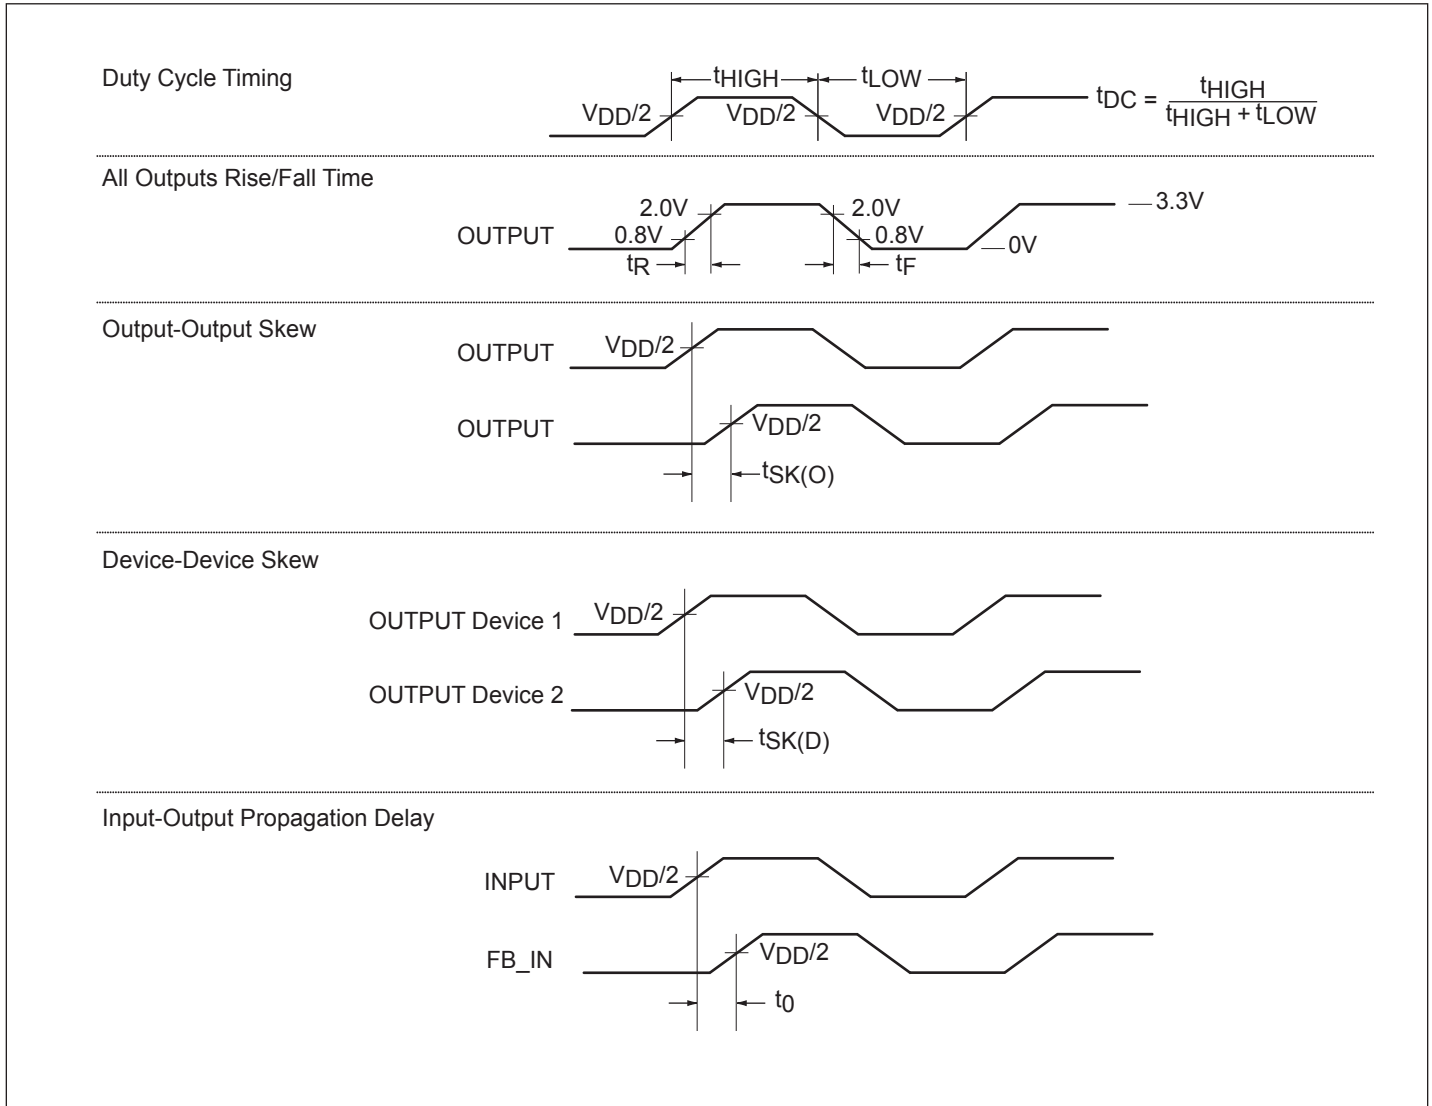 Duty Cycle Timing
tHIGH
tLOW
VDD/2
VDD/2
VDD/2
tDC = tHIGH
tHIGH + tLOW
All Outputs Rise/Fall Time
OUTPUT
2.0V
2.0V
3.3V
0.8V
0.8V
0V
tR
tF
Output-Output Skew
OUTPUT
VDD/2
OUTPUT
VDD/2
tSK(O)
Device-Device Skew
OUTPUT Device 1
VDD/2
OUTPUT Device 2
VDD/2
tSK(D)
Input-Output Propagation Delay
INPUT
VDD/2
FB_IN
VDD/2
t0